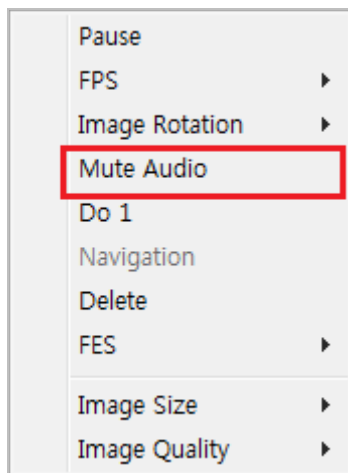 Pause
FPS
Image Rotation
Mute Audio
Do 1
Navigation
Delete
FES
Image Size
Image Quality